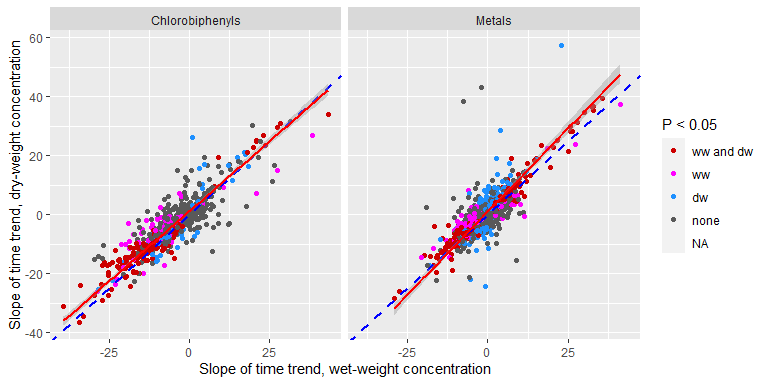 Chlorobiphenyls
Metals
Slope of time trend, dry-weight concentration
60
40
20
0
-20
-40
-25
0
25
-25
0
25
Slope of time trend, wet-weight concentration
P < 0.05
ww and dw
ww
dw
none
NA